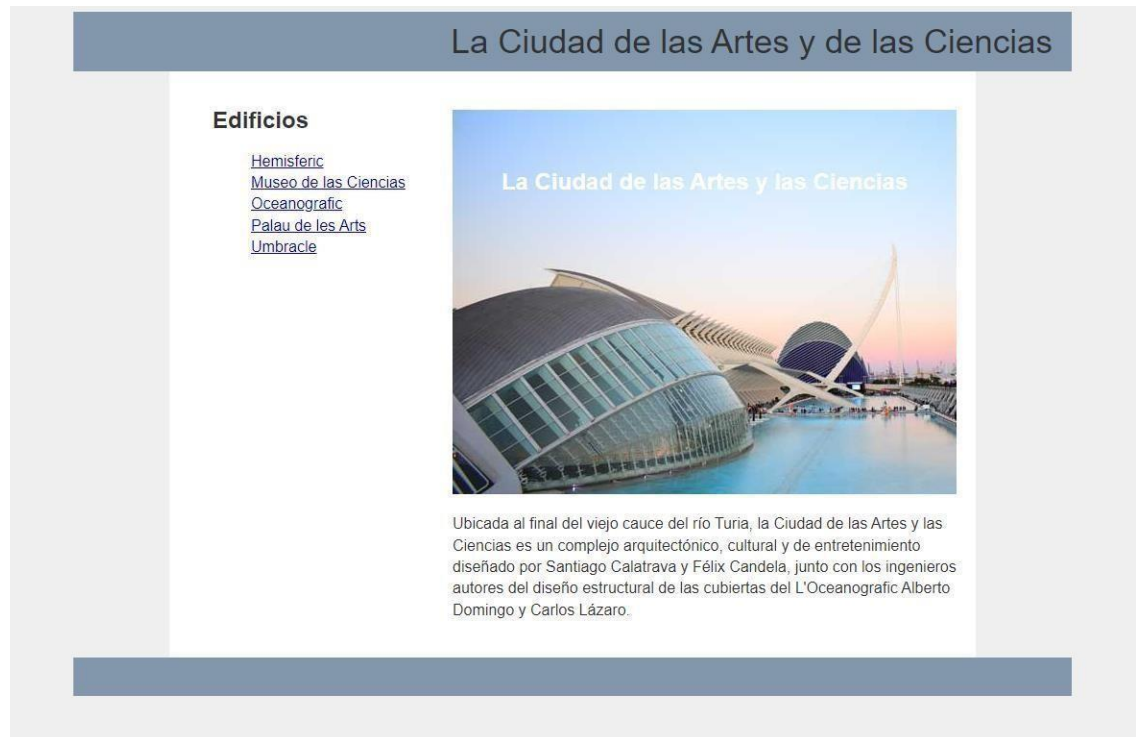 La Ciudad de las Artes y de las Ciencias
Edificios
Hemisferic
Museo de las Ciencias
Oceanografic
Palau de les Arts
Umbracle
La Ciudad de las Artes y las Ciencias
Ubicada al final del viejo cauce del río Turia, la Ciudad de las Artes y las
Ciencias es un complejo arquitectónico, cultural y de entretenimiento
diseñado por Santiago Calatrava y Félix Candela, junto con los ingenieros
autores del diseño estructural de las cubiertas del L'Oceanografic Alberto
Domingo y Carlos Lázaro.